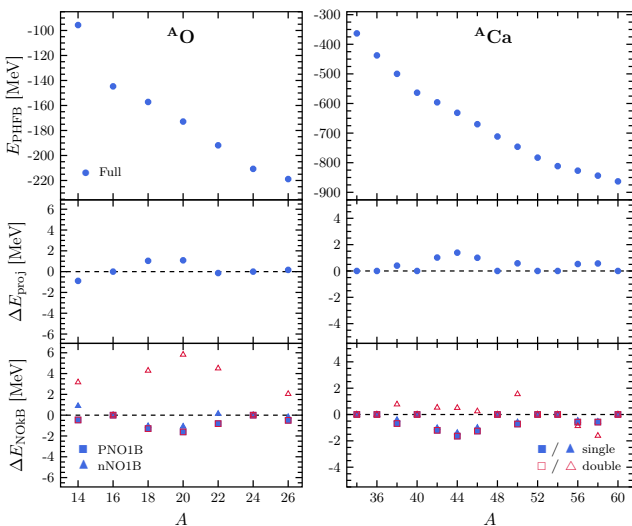 ᴬO
E_PHFB [MeV]
-100
-120
-140
-160
-180
-200
-220
Full
ᴬCa
-300
-400
-500
-600
-700
-800
-900
ΔE_proj [MeV]
6
4
2
0
-2
-4
-6
4
2
0
-2
-4
ΔE_NOkB [MeV]
6
4
2
0
-2
-4
-6
PNO1B
nNO1B
14 16 18 20 22 24 26
A
4
2
0
-2
-4
/ single
/ double
36 40 44 48 52 56 60
A